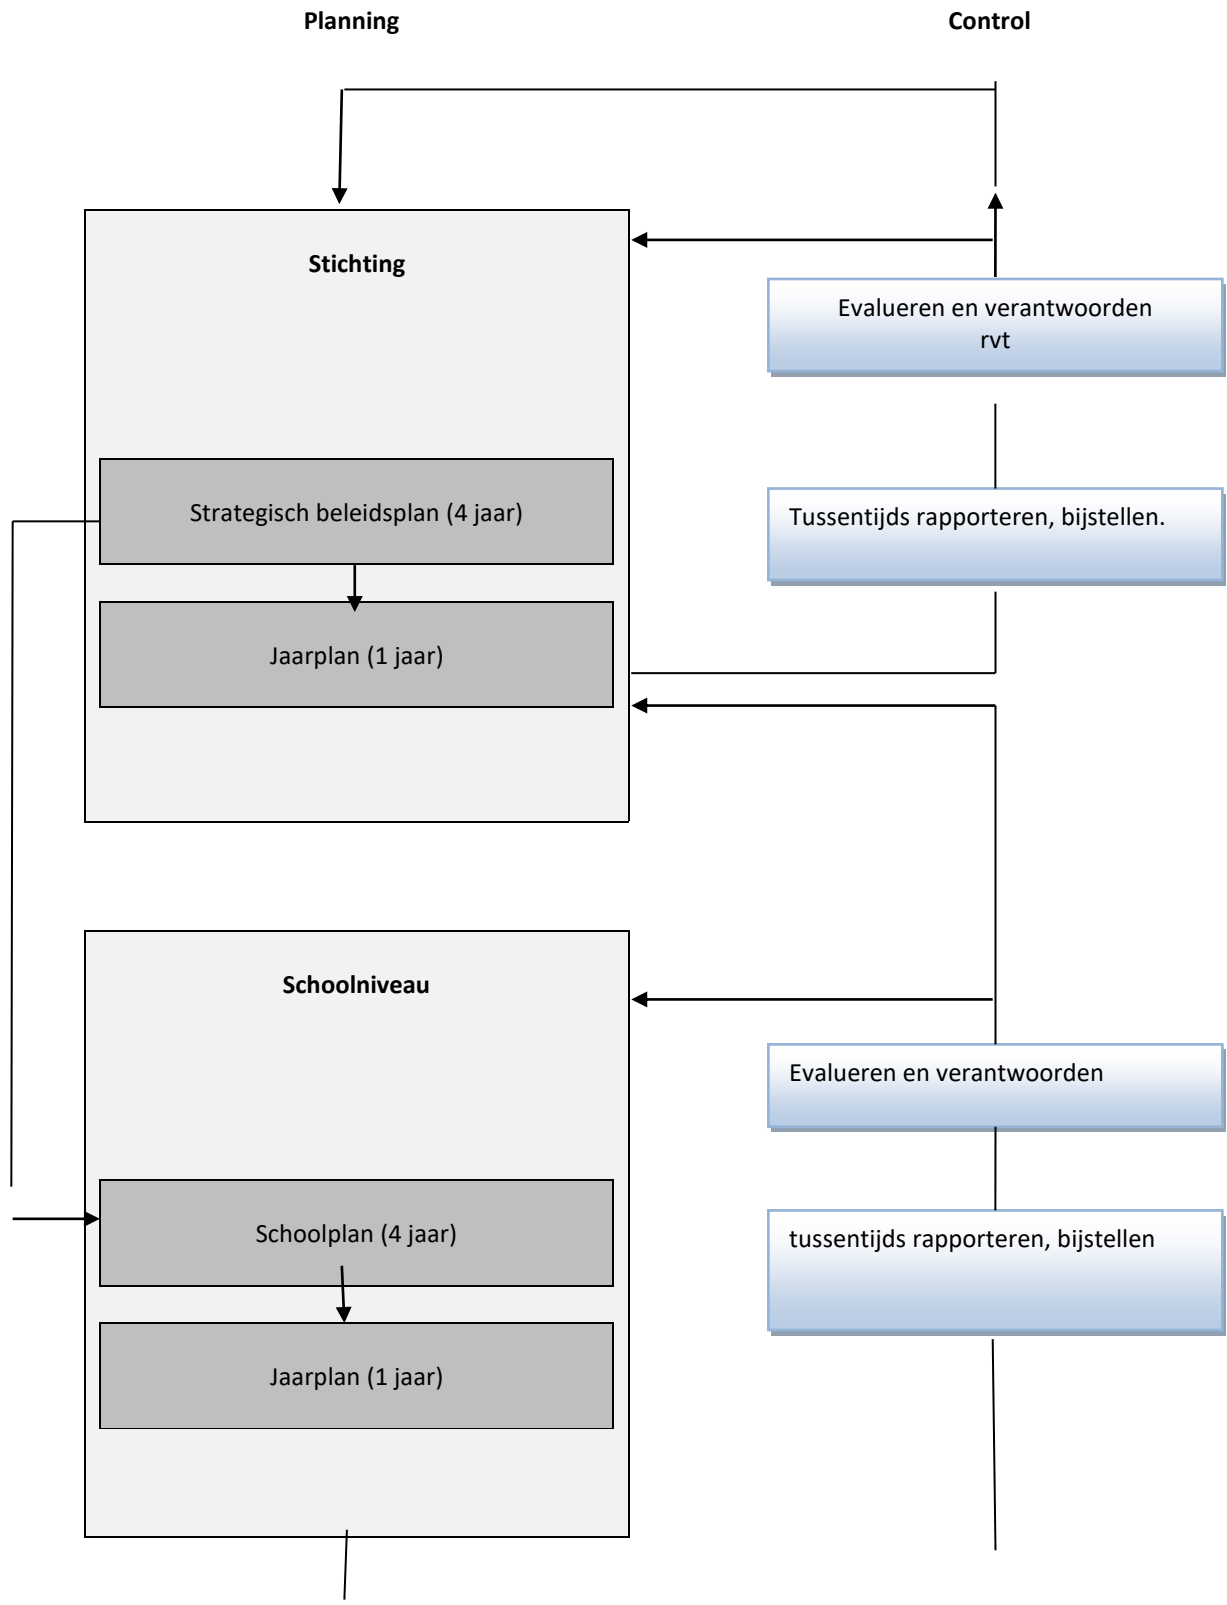 Planning
Control
Stichting
Evalueren en verantwoorden
rvt
Strategisch beleidsplan (4 jaar)
Tussentijds rapporteren, bijstellen.
Jaarplan (1 jaar)
Schoolniveau
Evalueren en verantwoorden
Schoolplan (4 jaar)
tussentijds rapporteren, bijstellen
Jaarplan (1 jaar)